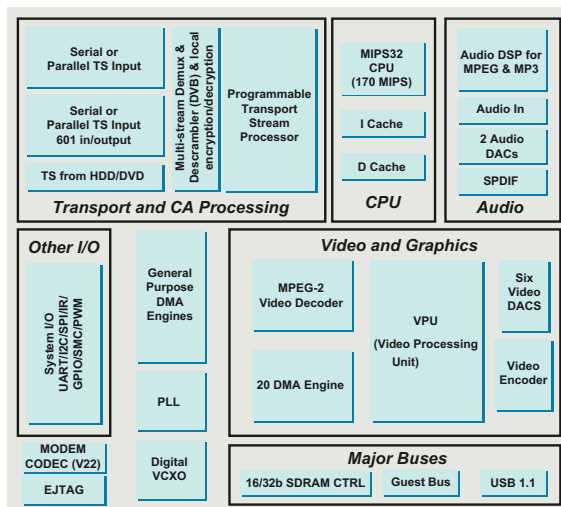 Serial or
Parallel TS Input
Serial or
Parallel TS Input
601 in/output
TS from HDD/DVD
Multi-stream Demux &
Descrambler (DVB) & local
encryption/decryption
Programmable
Transport
Stream
Processor
Transport and CA Processing
MIPS32
CPU
(170 MIPS)
I Cache
D Cache
CPU
Audio DSP for
MPEG & MP3
Audio In
2 Audio
DACs
SPDIF
Audio
Other I/O
System I/O
UART/I2C/SPI/IR/
GPIO/SMC/PWM
MODEM
CODEC (V22)
EJTAG
General
Purpose
DMA
Engines
PLL
Digital
VCXO
Video and Graphics
MPEG-2
Video Decoder
20 DMA Engine
VPU
(Video Processing
Unit)
Six
Video
DACS
Video
Encoder
Major Buses
16/32b SDRAM CTRL
Guest Bus
USB 1.1